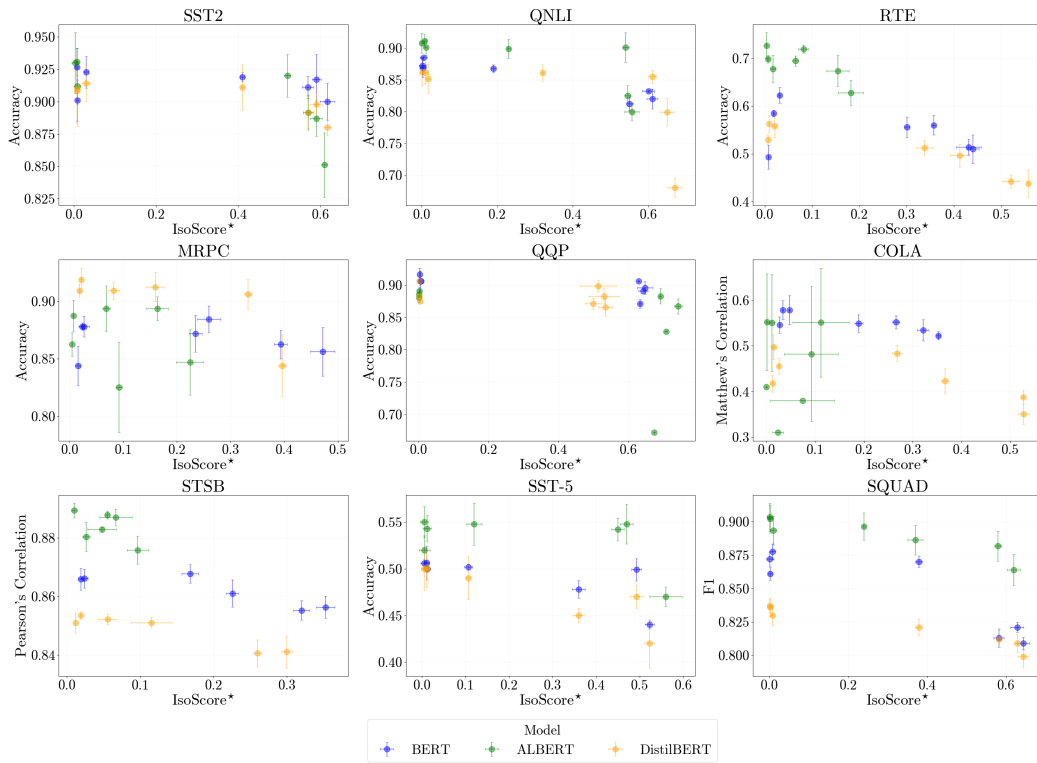 SST2
0.950
0.925
0.900
0.875
0.850
0.825
Accuracy
0.0 0.2 0.4 0.6
IsoScore⋆
QNLI
0.90
0.85
0.80
0.75
0.70
Accuracy
0.0 0.1 0.2 0.3 0.4 0.5 0.6 0.7
IsoScore⋆
RTE
0.7
0.6
0.5
0.4
Accuracy
0.0 0.1 0.2 0.3 0.4 0.5
IsoScore⋆
MRPC
0.90
0.85
0.80
Accuracy
0.0 0.1 0.2 0.3 0.4 0.5
IsoScore⋆
QQP
0.90
0.85
0.80
0.75
0.70
Accuracy
0.0 0.2 0.4 0.6
IsoScore⋆
COLA
0.6
0.5
0.4
0.3
Matthew's Correlation
0.0 0.1 0.2 0.3 0.4 0.5
IsoScore⋆
STSB
0.88
0.86
0.84
Pearson's Correlation
0.0 0.1 0.2 0.3
IsoScore⋆
SST-5
0.55
0.50
0.45
0.40
Accuracy
0.0 0.1 0.2 0.3 0.4 0.5 0.6
IsoScore⋆
SQUAD
0.900
0.875
0.850
0.825
0.800
F1
0.0 0.2 0.4 0.6
IsoScore⋆
Model
BERT ALBERT DistilBERT